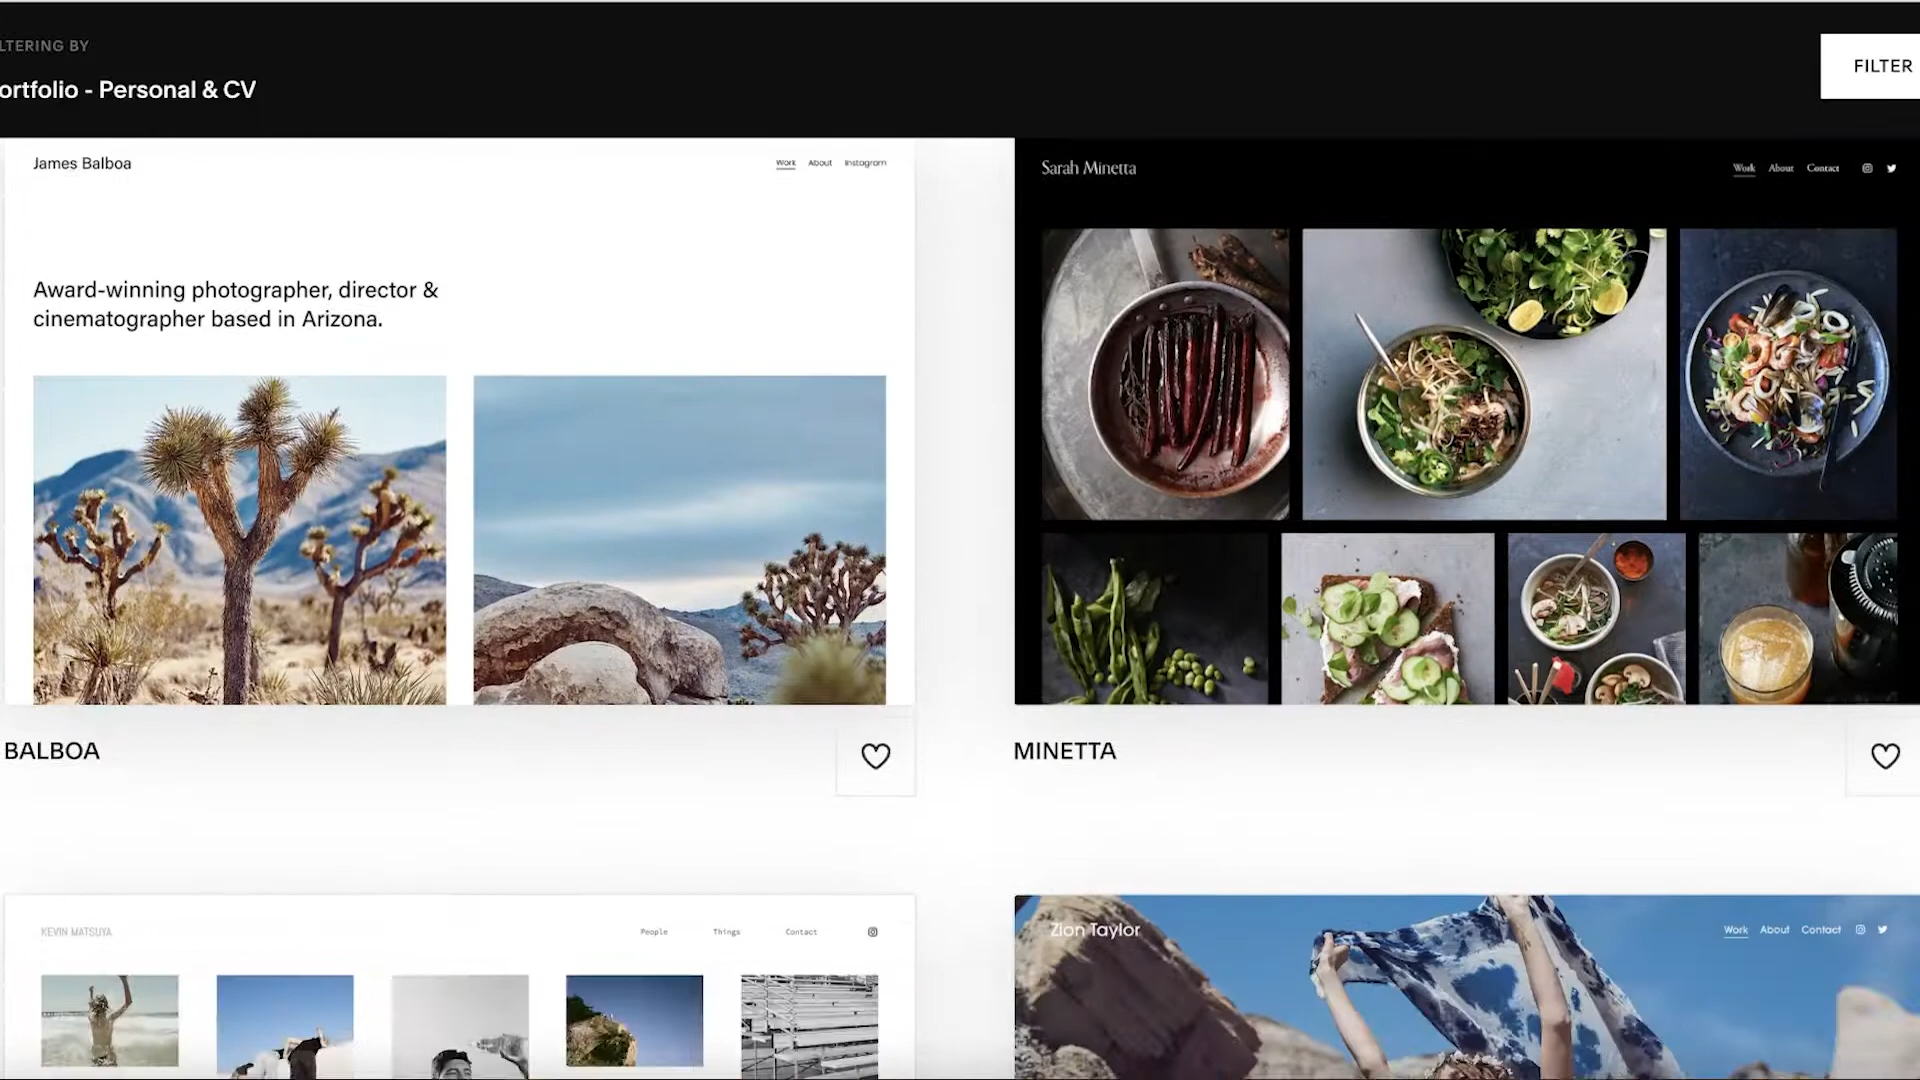 LTERING BY
ortfolio - Personal & CV
FILTER
James Balboa
Work About Instagram
Award-winning photographer, director &
cinematographer based in Arizona.
BALBOA
Sarah Minetta
Work About Contact
MINETTA
KEVIN MATSUYA
People Things Contact
Zion Taylor
Work About Contact